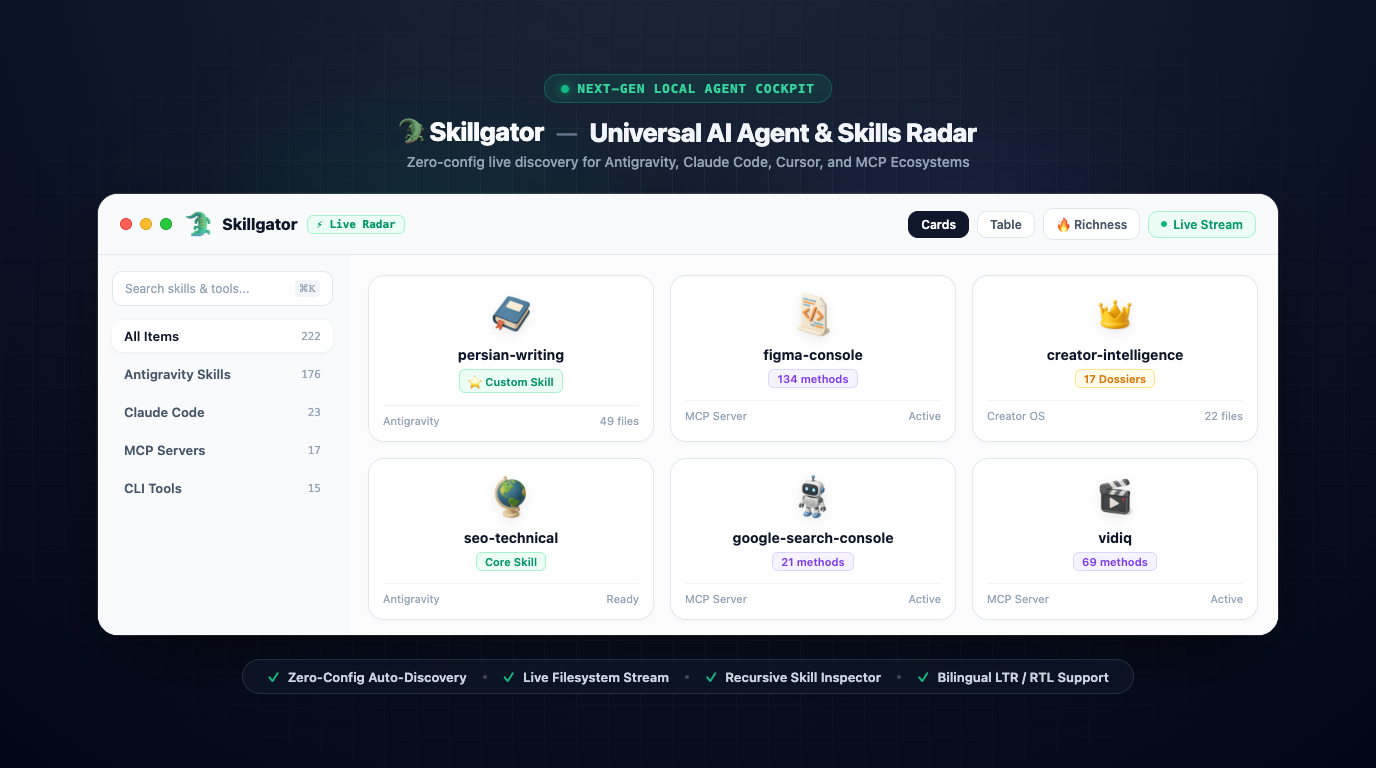 NEXT-GEN LOCAL AGENT COCKPIT
Skillgator — Universal AI Agent & Skills Radar
Zero-config live discovery for Antigravity, Claude Code, Cursor, and MCP Ecosystems
Skillgator
⚡ Live Radar
Cards
Table
🔥 Richness
Live Stream
Search skills & tools...
⌘K
All Items 222
Antigravity Skills 176
Claude Code 23
MCP Servers 17
CLI Tools 15
persian-writing
⭐ Custom Skill
Antigravity 49 files
figma-console
134 methods
MCP Server Active
creator-intelligence
17 Dossiers
Creator OS 22 files
seo-technical
Core Skill
Antigravity Ready
google-search-console
21 methods
MCP Server Active
vidiq
69 methods
MCP Server Active
✓ Zero-Config Auto-Discovery • ✓ Live Filesystem Stream • ✓ Recursive Skill Inspector • ✓ Bilingual LTR / RTL Support